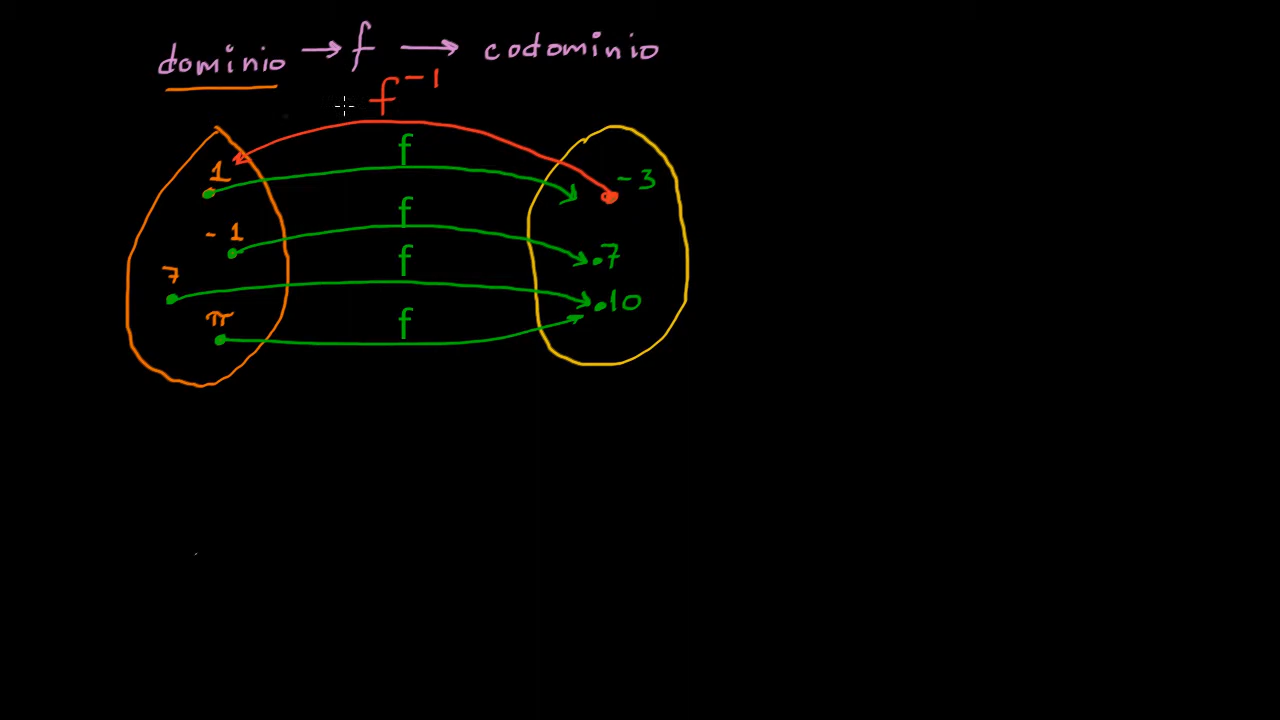 dominio → f → codominio
f⁻¹
f
1
-3
f
-1
.7
f
7
.10
π
f